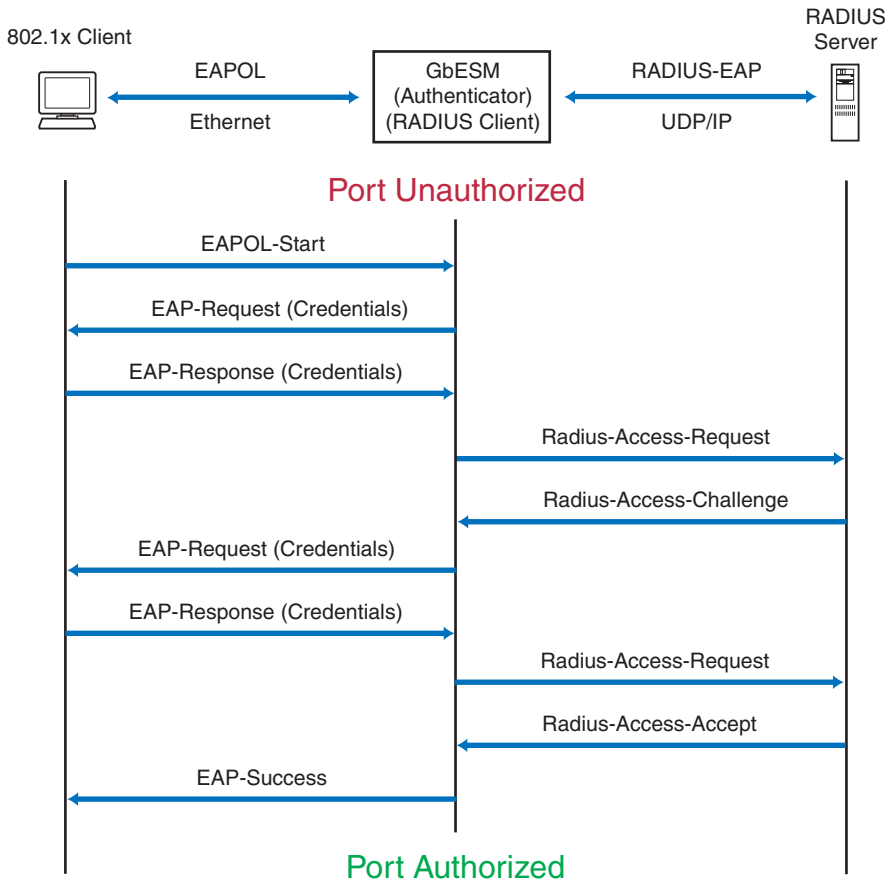 802.1x Client
EAPOL
Ethernet
GbESM
(Authenticator)
(RADIUS Client)
RADIUS-EAP
UDP/IP
RADIUS
Server
Port Unauthorized
EAPOL-Start
EAP-Request (Credentials)
EAP-Response (Credentials)
Radius-Access-Request
Radius-Access-Challenge
EAP-Request (Credentials)
EAP-Response (Credentials)
Radius-Access-Request
Radius-Access-Accept
EAP-Success
Port Authorized